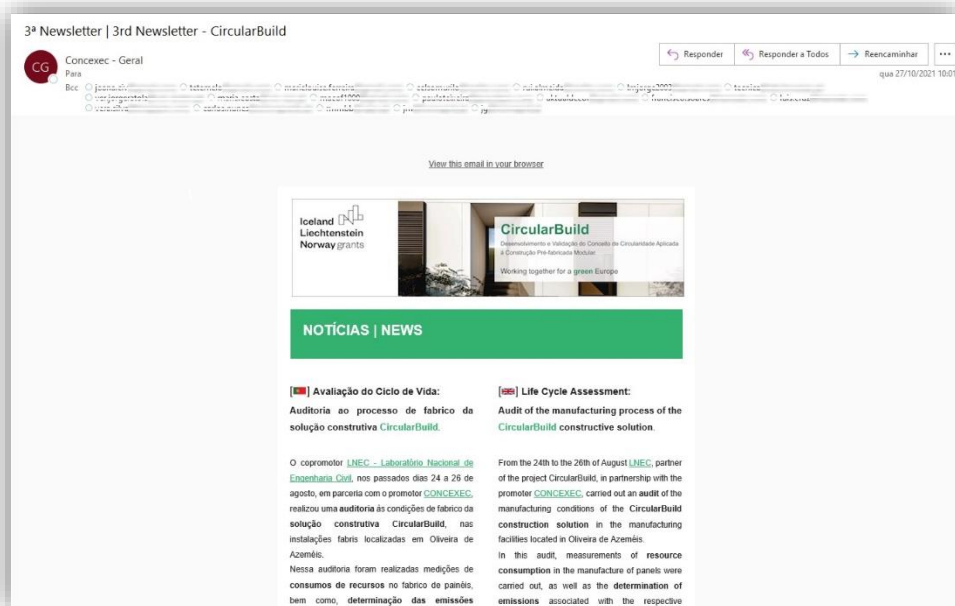 3ª Newsletter | 3rd Newsletter - CircularBuild
CG
Concexec - Geral
Responder
Responder a Todos
Reencaminhar
Para
qua 27/10/2021 10:01
Bcc
View this email in your browser
Iceland
Liechtenstein
Norway grants
CircularBuild
Desenvolvimento e Validação do Conceito de Circularidade Aplicada
à Construção Pré-fabricada Modular
Working together for a green Europe
NOTÍCIAS | NEWS
[🇵🇹] Avaliação do Ciclo de Vida:
Auditoria ao processo de fabrico da
solução construtiva CircularBuild.
O copromotor LNEC - Laboratório Nacional de
Engenharia Civil, nos passados dias 24 a 26 de
agosto, em parceria com o promotor CONCEXEC,
realizou uma auditoria às condições de fabrico da
solução construtiva CircularBuild, nas
instalações fabris localizadas em Oliveira de
Azeméis.
Nessa auditoria foram realizadas medições de
consumos de recursos no fabrico de painéis,
bem como, determinação das emissões
[🇬🇧] Life Cycle Assessment:
Audit of the manufacturing process of the
CircularBuild constructive solution.
From the 24th to the 26th of August LNEC, partner
of the project CircularBuild, in partnership with the
promoter CONCEXEC, carried out an audit of the
manufacturing conditions of the CircularBuild
construction solution in the manufacturing
facilities located in Oliveira de Azeméis.
In this audit, measurements of resource
consumption in the manufacture of panels were
carried out, as well as the determination of
emissions associated with the respective